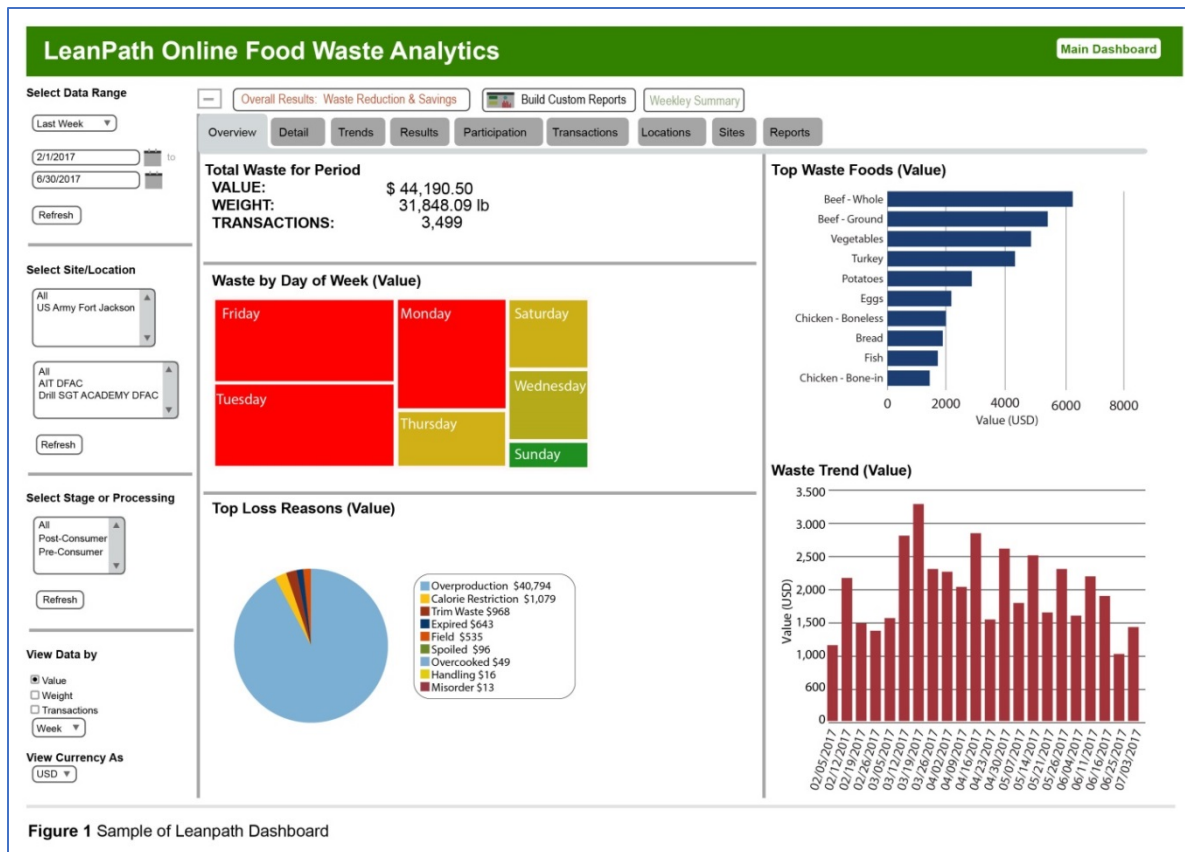 LeanPath Online Food Waste Analytics
Main Dashboard
Select Data Range
Last Week
2/1/2017
to
6/30/2017
Refresh
Select Site/Location
All
US Army Fort Jackson
All
AIT DFAC
Drill SGT ACADEMY DFAC
Refresh
Select Stage or Processing
All
Post-Consumer
Pre-Consumer
Refresh
View Data by
Value
Weight
Transactions
Week
View Currency As
USD
Overall Results: Waste Reduction & Savings
Build Custom Reports
Weekley Summary
Overview
Detail
Trends
Results
Participation
Transactions
Locations
Sites
Reports
Total Waste for Period
VALUE: $ 44,190.50
WEIGHT: 31,848.09 lb
TRANSACTIONS: 3,499
Waste by Day of Week (Value)
Friday
Monday
Saturday
Tuesday
Wednesday
Thursday
Sunday
Top Loss Reasons (Value)
Overproduction $40,794
Calorie Restriction $1,079
Trim Waste $968
Expired $643
Field $535
Spoiled $96
Overcooked $49
Handling $16
Misorder $13
Top Waste Foods (Value)
Beef - Whole
Beef - Ground
Vegetables
Turkey
Potatoes
Eggs
Chicken - Boneless
Bread
Fish
Chicken - Bone-in
0 2000 4000 6000 8000
Value (USD)
Waste Trend (Value)
3.500
3.000
2,500
2,000
1,500
1,000
600
0
Value (USD)
02/05/2017
02/12/2017
02/19/2017
02/26/2017
03/05/2017
03/12/2017
03/19/2017
03/26/2017
04/02/2017
04/09/2017
04/16/2017
04/23/2017
04/30/2017
05/07/2017
05/14/2017
05/21/2017
05/26/2017
06/04/2017
06/11/2017
06/16/2017
06/25/2017
07/03/2017
Figure 1 Sample of Leanpath Dashboard